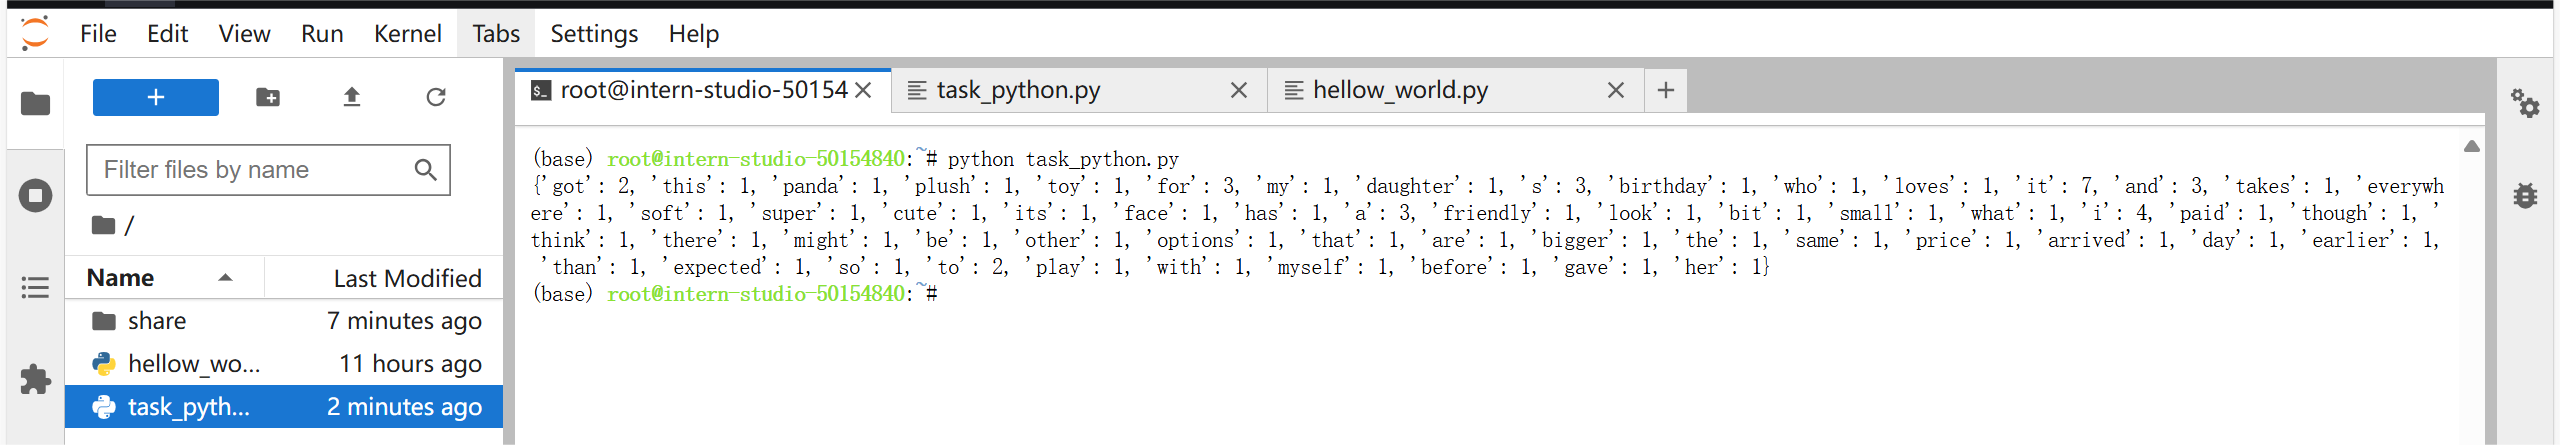 File Edit View Run Kernel Tabs Settings Help
+
Filter files by name
/
Name Last Modified
share 7 minutes ago
hellow_wo... 11 hours ago
task_pyth... 2 minutes ago
root@intern-studio-50154 task_python.py hellow_world.py
(base) root@intern-studio-50154840:~# python task_python.py
{'got': 2, 'this': 1, 'panda': 1, 'plush': 1, 'toy': 1, 'for': 3, 'my': 1, 'daughter': 1, 's': 3, 'birthday': 1, 'who': 1, 'loves': 1, 'it': 7, 'and': 3, 'takes': 1, 'everywh
ere': 1, 'soft': 1, 'super': 1, 'cute': 1, 'its': 1, 'face': 1, 'has': 1, 'a': 3, 'friendly': 1, 'look': 1, 'bit': 1, 'small': 1, 'what': 1, 'i': 4, 'paid': 1, 'though': 1, '
think': 1, 'there': 1, 'might': 1, 'be': 1, 'other': 1, 'options': 1, 'that': 1, 'are': 1, 'bigger': 1, 'the': 1, 'same': 1, 'price': 1, 'arrived': 1, 'day': 1, 'earlier': 1,
 'than': 1, 'expected': 1, 'so': 1, 'to': 2, 'play': 1, 'with': 1, 'myself': 1, 'before': 1, 'gave': 1, 'her': 1}
(base) root@intern-studio-50154840:~#